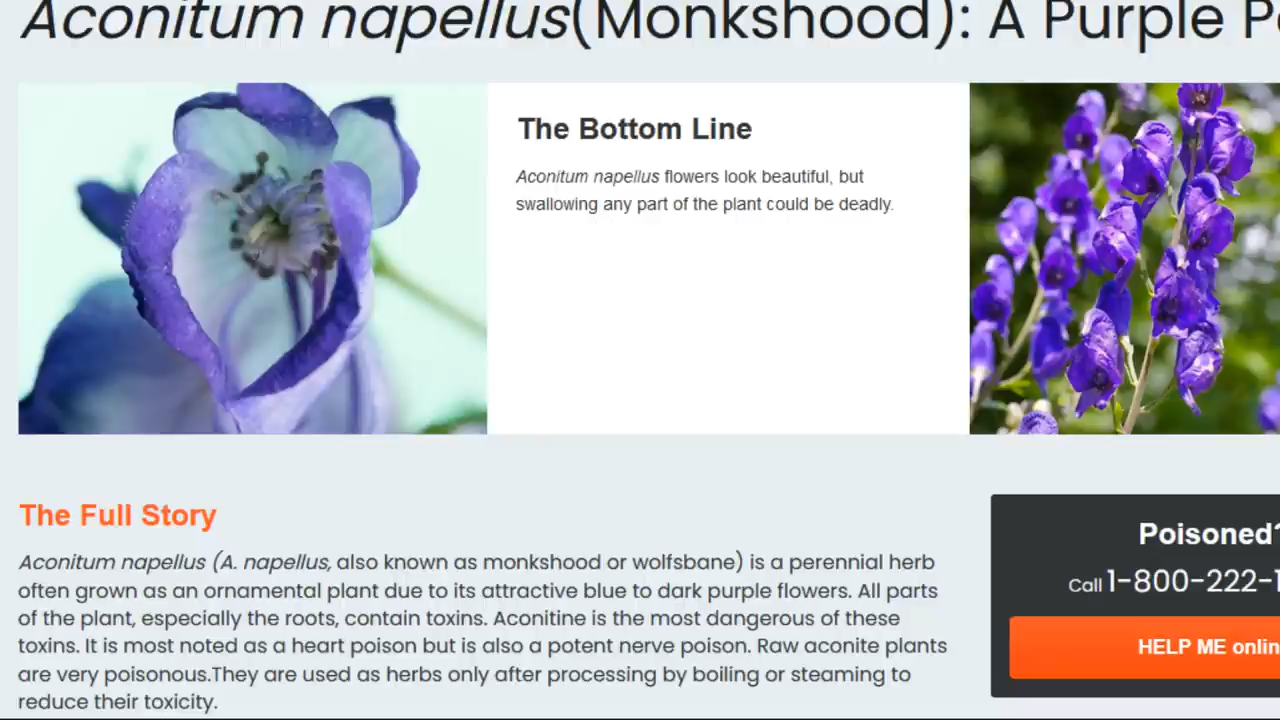 Aconitum napellus(Monkshood): A Purple
The Bottom Line
Aconitum napellus flowers look beautiful, but
swallowing any part of the plant could be deadly.
The Full Story
Aconitum napellus (A. napellus, also known as monkshood or wolfsbane) is a perennial herb
often grown as an ornamental plant due to its attractive blue to dark purple flowers. All parts
of the plant, especially the roots, contain toxins. Aconitine is the most dangerous of these
toxins. It is most noted as a heart poison but is also a potent nerve poison. Raw aconite plants
are very poisonous.They are used as herbs only after processing by boiling or steaming to
reduce their toxicity.
Poisoned?
Call 1-800-222-1
HELP ME onlin